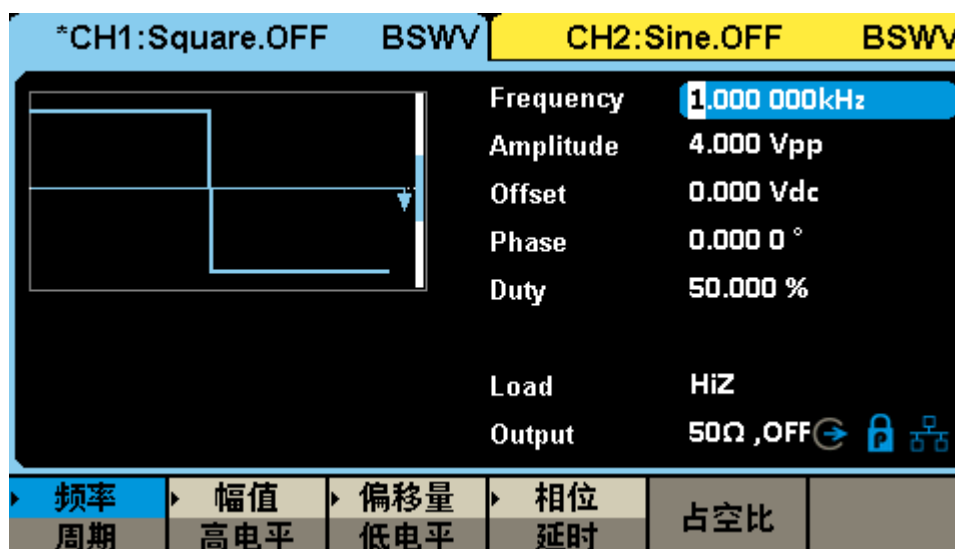 *CH1:Square.OFF BSWV CH2:Sine.OFF BSWV
Frequency 1.000 000kHz
Amplitude 4.000 Vpp
Offset 0.000 Vdc
Phase 0.000 0 °
Duty 50.000 %
Load HiZ
Output 50Ω ,OFF
频率 幅值 偏移量 相位 占空比
周期 高电平 低电平 延时